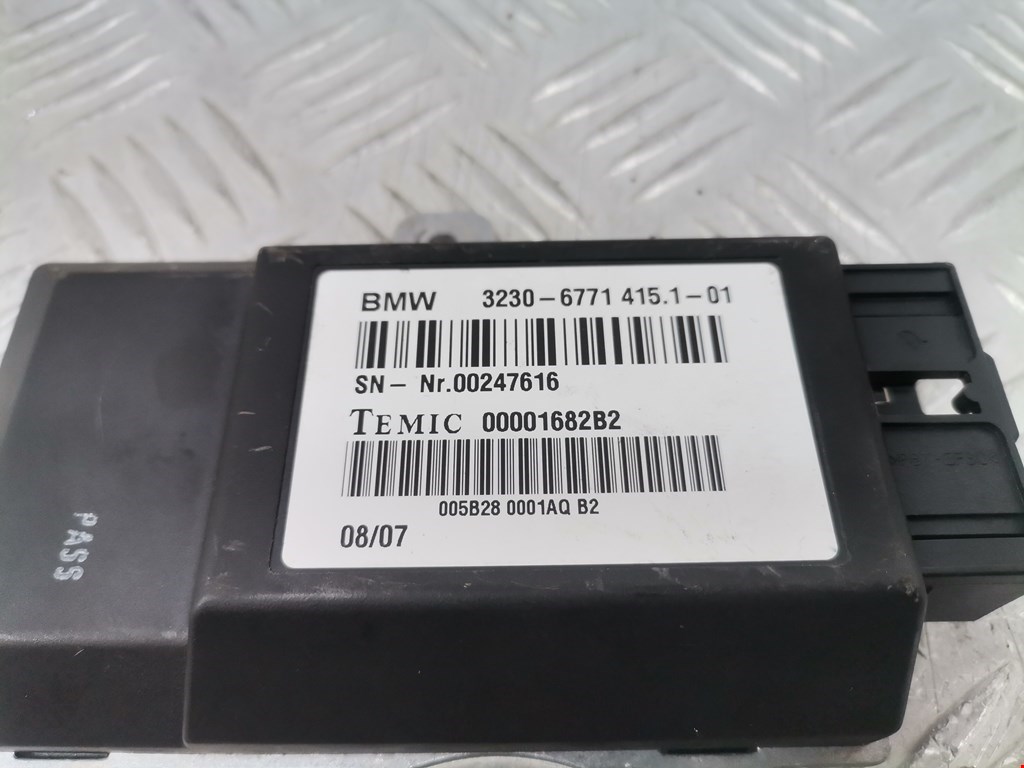 BMW 3230-6771 415.1-01
SN- Nr.00247616
TEMIC 00001682B2
005B28 0001AQ B2
08/07
PASS